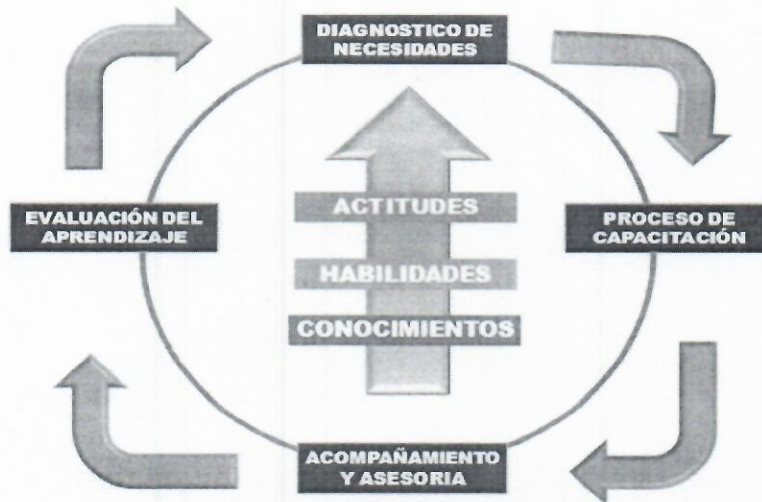 DIAGNOSTICO DE
NECESIDADES
ACTITUDES
EVALUACIÓN DEL
APRENDIZAJE
PROCESO DE
CAPACITACIÓN
HABILIDADES
CONOCIMIENTOS
ACOMPAÑAMIENTO
Y ASESORIA